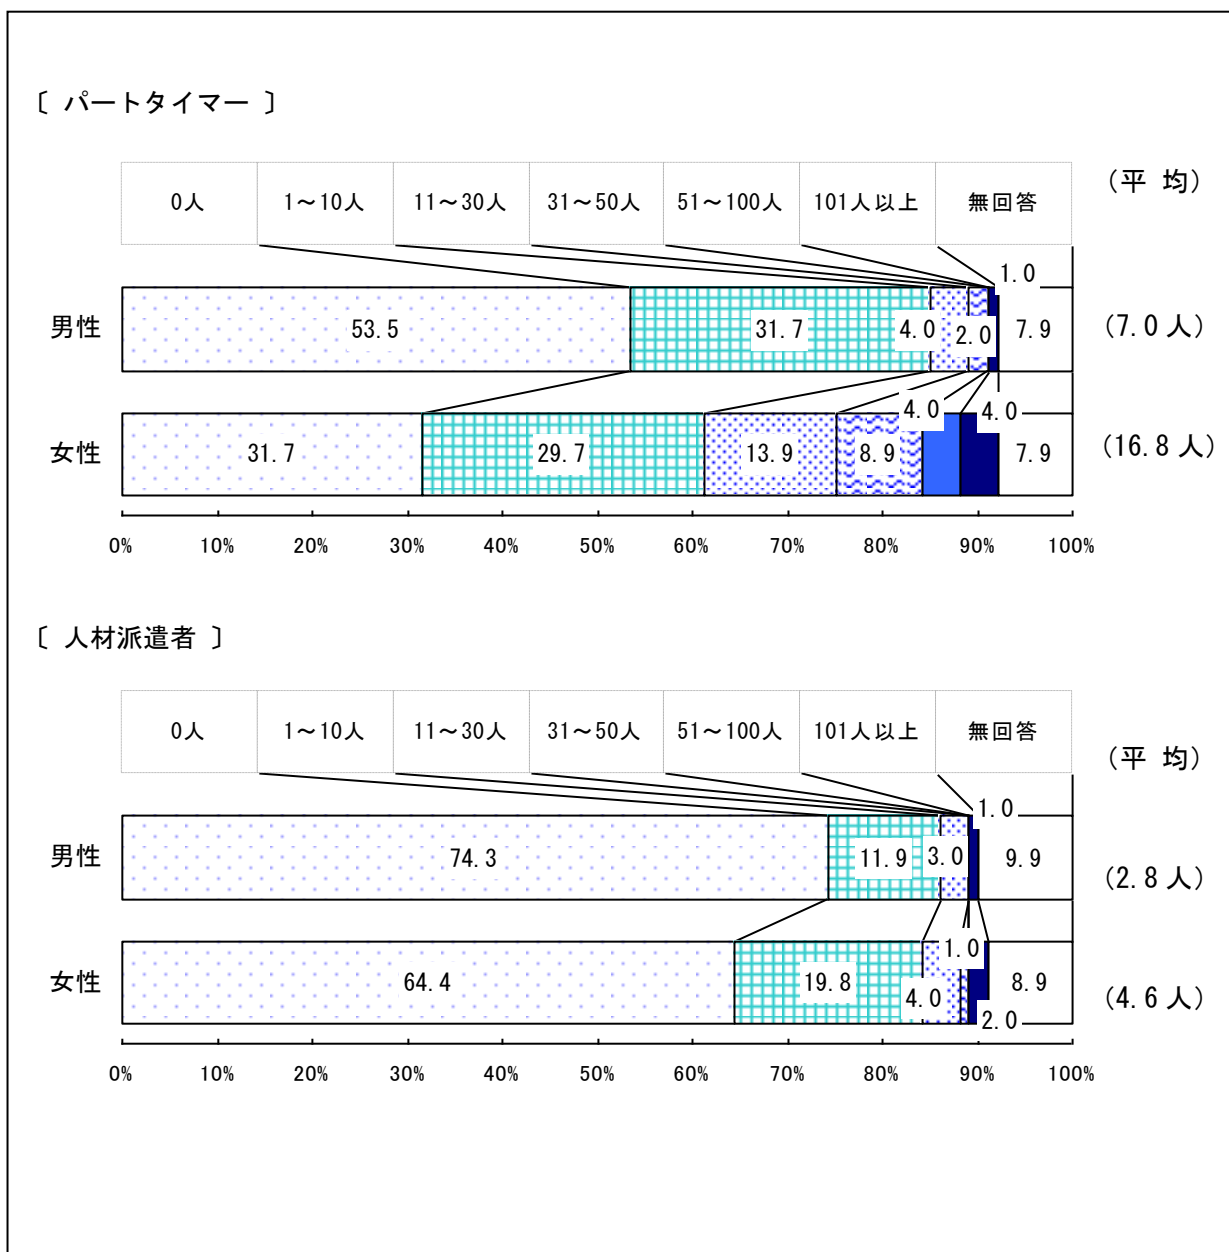 〔 パートタイマー 〕
0人 1～10人 11～30人 31～50人 51～100人 101人以上 無回答 (平 均)
1.0
男性 53.5 31.7 4.0 2.0 7.9 (7.0人)
4.0 4.0
女性 31.7 29.7 13.9 8.9 7.9 (16.8人)
0% 10% 20% 30% 40% 50% 60% 70% 80% 90% 100%
〔 人材派遣者 〕
0人 1～10人 11～30人 31～50人 51～100人 101人以上 無回答 (平 均)
1.0
男性 74.3 11.9 3.0 9.9 (2.8人)
1.0
女性 64.4 19.8 4.0 8.9 (4.6人)
2.0
0% 10% 20% 30% 40% 50% 60% 70% 80% 90% 100%